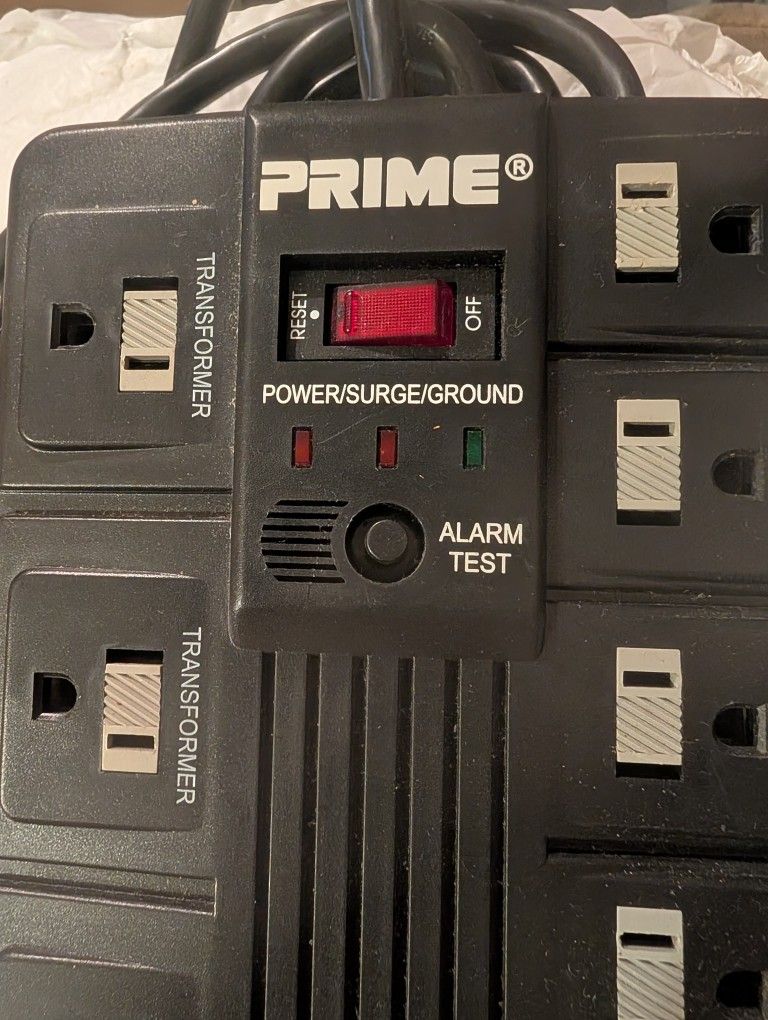 PRIME®
RESET
OFF
POWER/SURGE/GROUND
ALARM
TEST
TRANSFORMER
TRANSFORMER